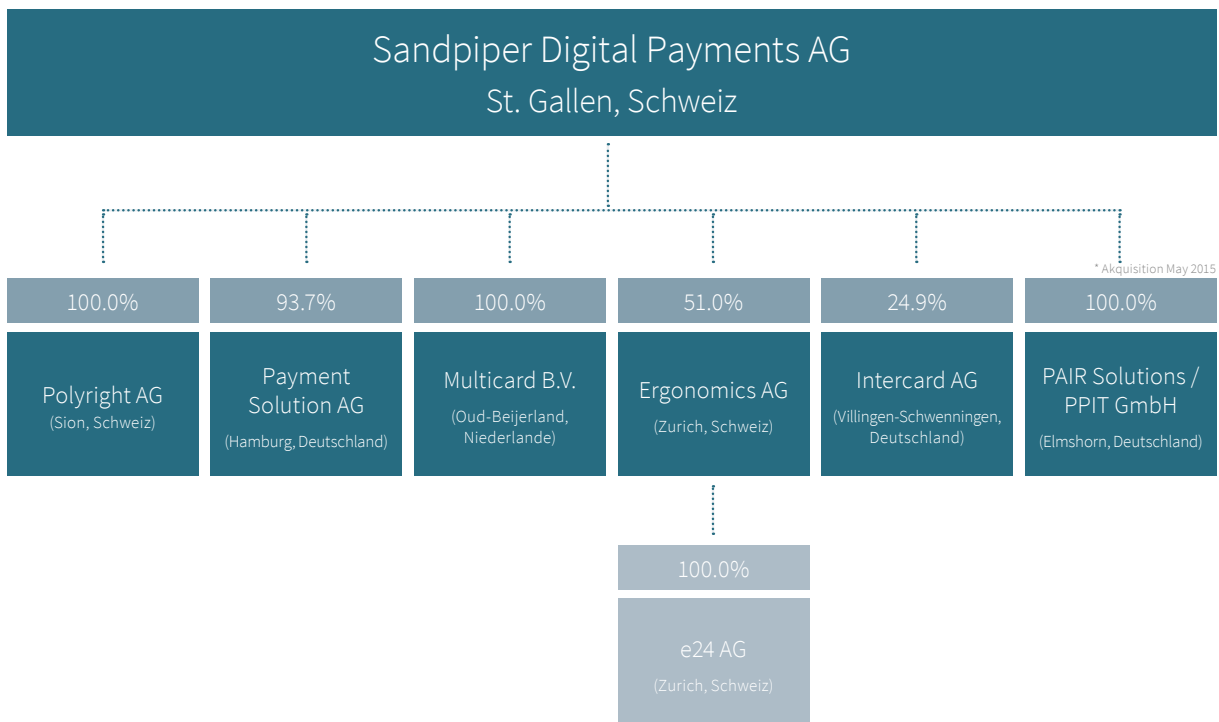 Sandpiper Digital Payments AG
St. Gallen, Schweiz
* Akquisition May 2015
100.0%
93.7%
100.0%
51.0%
24.9%
100.0%
Polyright AG
(Sion, Schweiz)
Payment
Solution AG
(Hamburg, Deutschland)
Multicard B.V.
(Oud-Beijerland,
Niederlande)
Ergonomics AG
(Zurich, Schweiz)
Intercard AG
(Villingen-Schwenningen,
Deutschland)
PAIR Solutions /
PPIT GmbH
(Elmshorn, Deutschland)
100.0%
e24 AG
(Zurich, Schweiz)